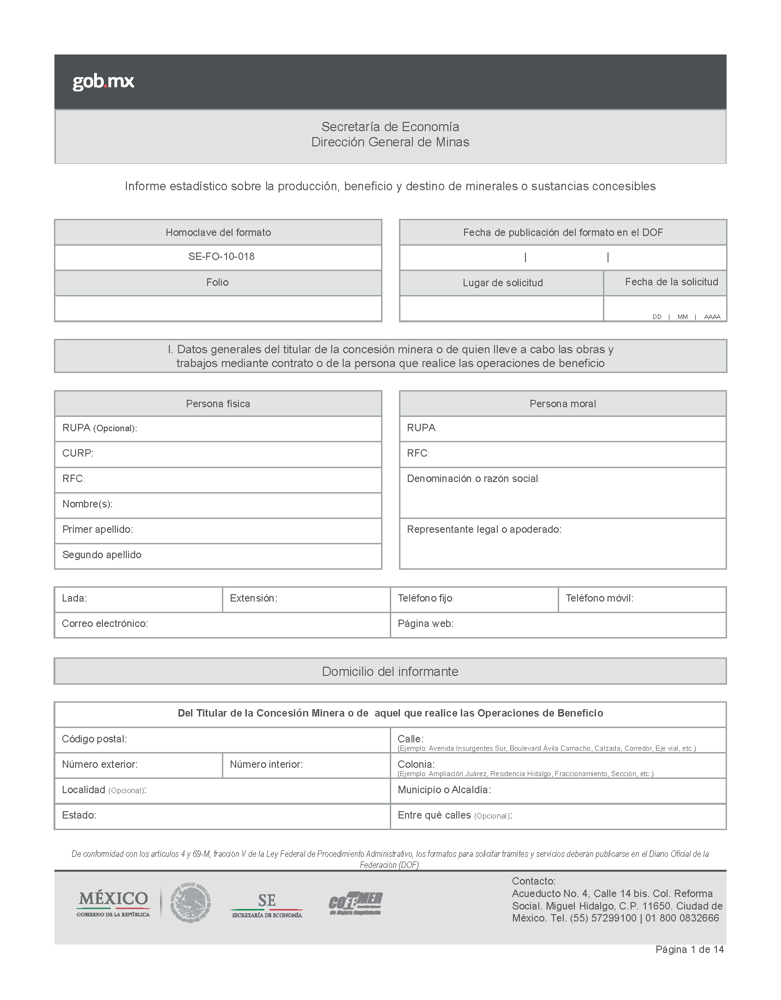 gob.mx
Secretaría de Economía
Dirección General de Minas
Informe estadístico sobre la producción, beneficio y destino de minerales o sustancias concesibles
Homoclave del formato
SE-FO-10-018
Folio
Fecha de publicación del formato en el DOF
| |
Lugar de solicitud
Fecha de la solicitud
DD | MM | AAAA
I. Datos generales del titular de la concesión minera o de quien lleve a cabo las obras y
trabajos mediante contrato o de la persona que realice las operaciones de beneficio
Persona física
RUPA (Opcional):
CURP:
RFC:
Nombre(s):
Primer apellido:
Segundo apellido:
Persona moral
RUPA:
RFC:
Denominación o razón social:
Representante legal o apoderado:
Lada:
Extensión:
Teléfono fijo:
Teléfono móvil:
Correo electrónico:
Página web:
Domicilio del informante
Del Titular de la Concesión Minera o de  aquel que realice las Operaciones de Beneficio
Código postal:
Calle:
(Ejemplo: Avenida Insurgentes Sur, Boulevard Ávila Camacho, Calzada, Corredor, Eje vial, etc.)
Número exterior:
Número interior:
Colonia:
(Ejemplo: Ampliación Juárez, Residencia Hidalgo, Fraccionamiento, Sección, etc.)
Localidad (Opcional):
Municipio o Alcaldía:
Estado:
Entre qué calles (Opcional):
De conformidad con los artículos 4 y 69-M, fracción V de la Ley Federal de Procedimiento Administrativo, los formatos para solicitar trámites y servicios deberán publicarse en el Diario Oficial de la
Federación (DOF).
MÉXICO
GOBIERNO DE LA REPÚBLICA
ESTADOS UNIDOS MEXICANOS
SE
SECRETARÍA DE ECONOMÍA
COFEMER
de Mejora Regulatoria
Contacto:
Acueducto No. 4, Calle 14 bis. Col. Reforma
Social. Miguel Hidalgo, C.P. 11650. Ciudad de
México. Tel. (55) 57299100 | 01 800 0832666
Página 1 de 14